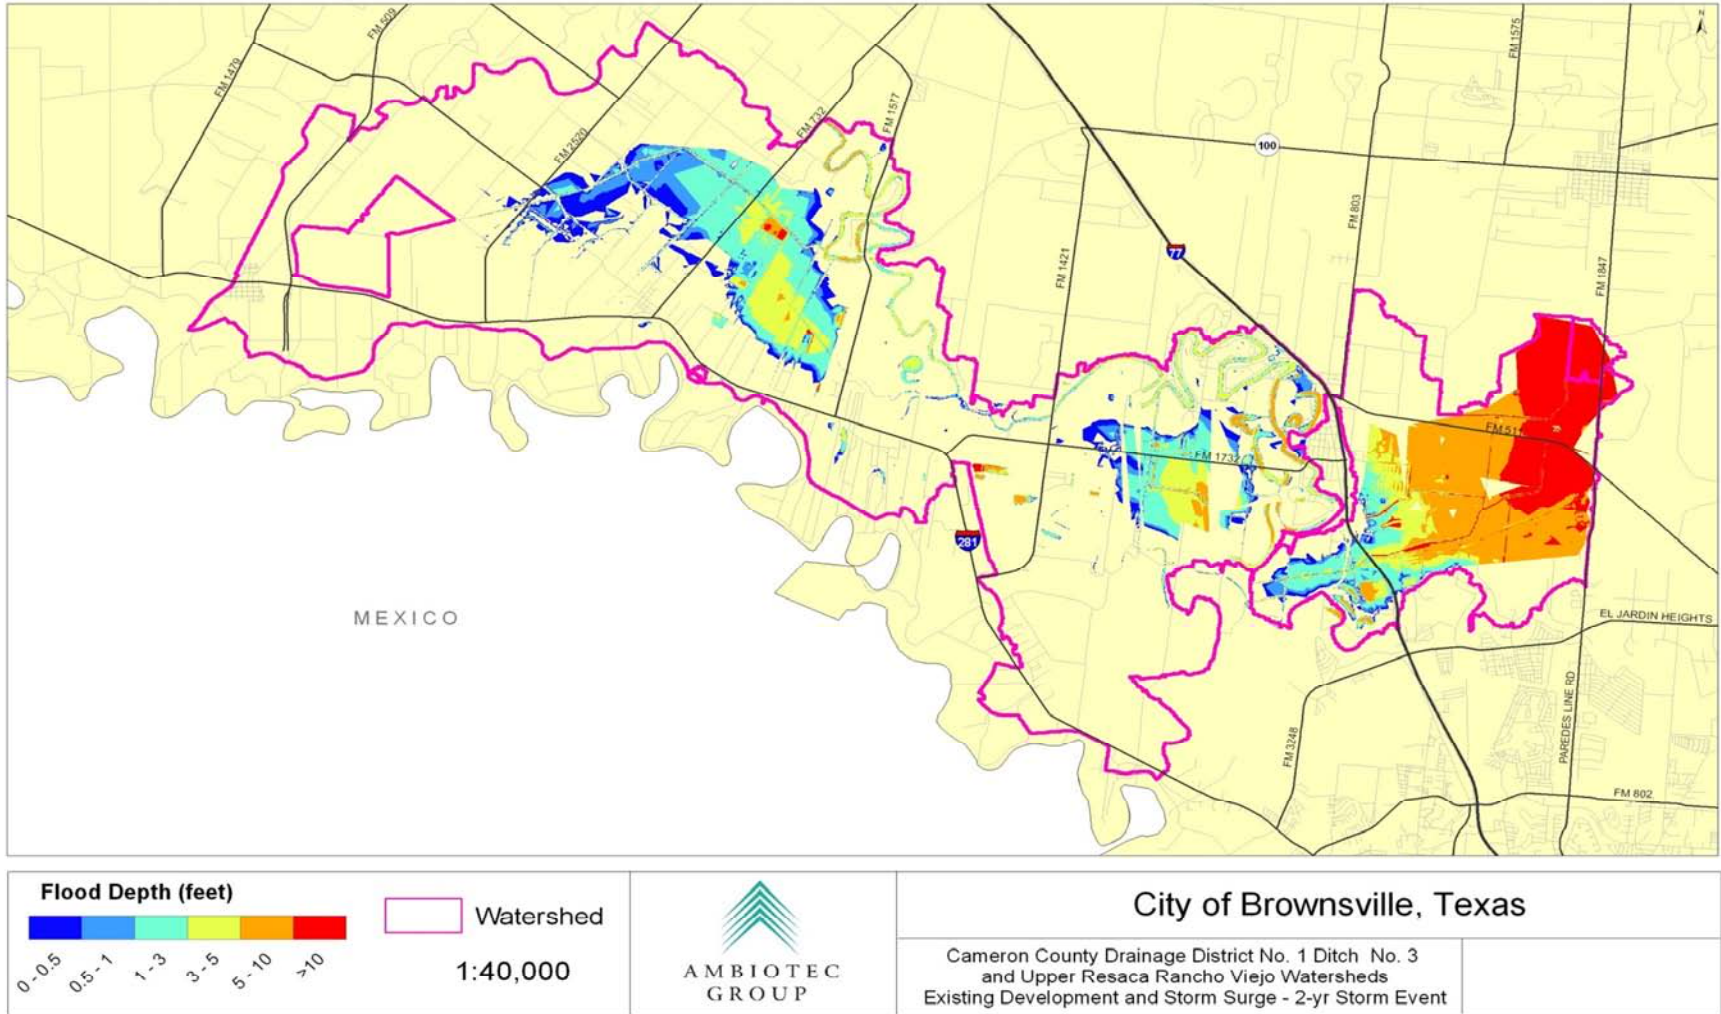 N
FM 509
FM 1479
FM 2520
FM 732
FM 1577
FM 1575
100
FM 803
77
FM 1421
FM 1847
FM 1732
281
MEXICO
EL JARDIN HEIGHTS
PAREDES LINE RD
FM 3248
FM 802
Flood Depth (feet)
0 - 0.5
0.5 - 1
1 - 3
3 - 5
5 - 10
>10
Watershed
1:40,000
AMBIOTEC
GROUP
City of Brownsville, Texas
Cameron County Drainage District No. 1 Ditch No. 3
and Upper Resaca Rancho Viejo Watersheds
Existing Development and Storm Surge - 2-yr Storm Event